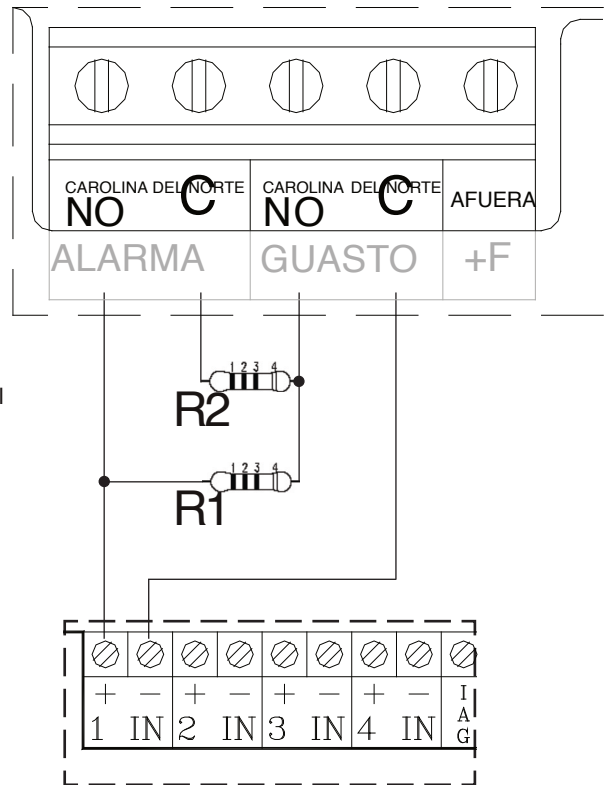 CAROLINA DEL NORTE CAROLINA DEL NORTE
NO C NO C AFUERA
ALARMA GUASTO +F
1 2 3 4
R2
1 2 3 4
R1
+ − + − + − + − I
A
1 IN 2 IN 3 IN 4 IN G